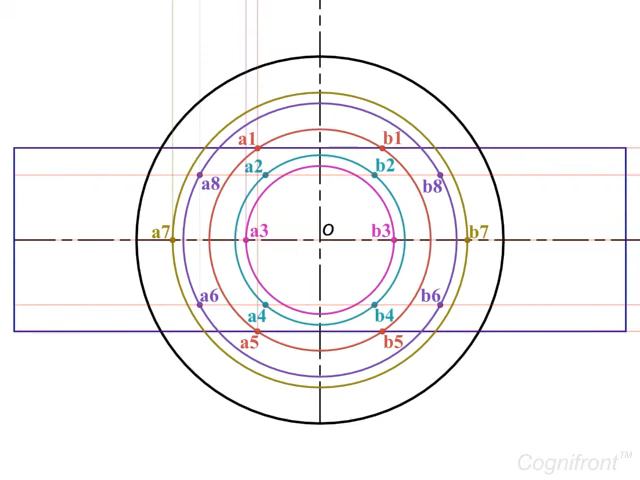 a1 b1
a2 b2
a8 b8
o
a7 a3 b3 b7
a6 b6
a4 b4
a5 b5
Cognifront™